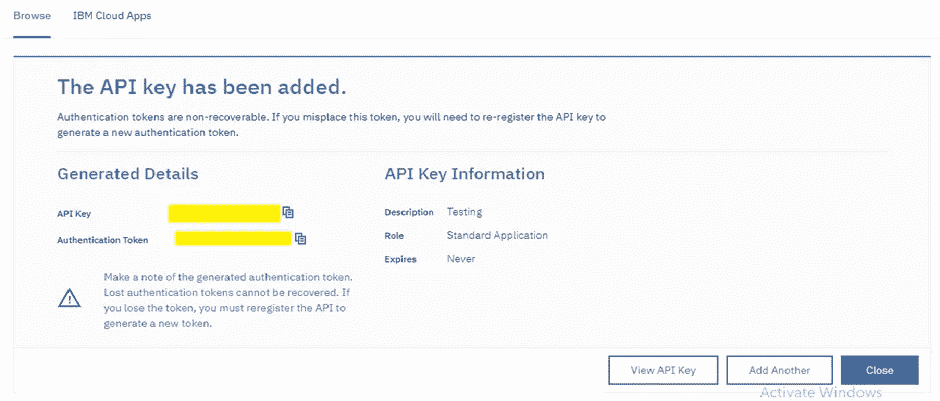 Browse IBM Cloud Apps
The API key has been added.
Authentication tokens are non-recoverable. If you misplace this token, you will need to re-register the API key to
generate a new authentication token.
Generated Details
API Key
Authentication Token
Make a note of the generated authentication token.
Lost authentication tokens cannot be recovered. If
you lose the token, you must reregister the API to
generate a new token.
API Key Information
Description Testing
Role Standard Application
Expires Never
View API Key Add Another Close
Activate Windows